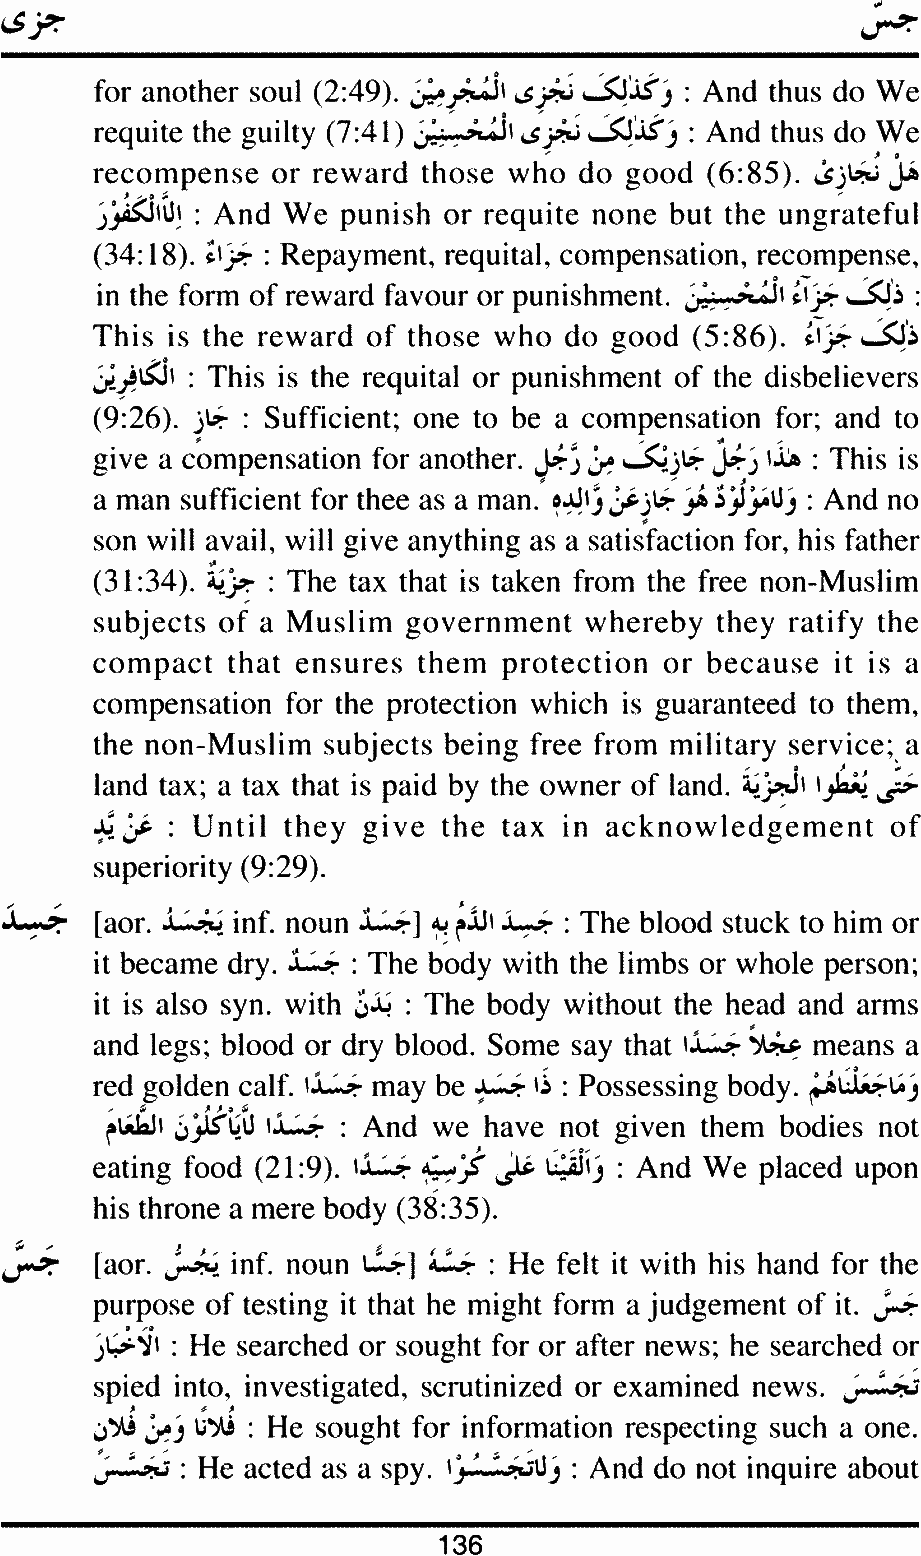 جزی جسّ
for another soul (2:49). وَكَذٰلِکَ نَجْزِی الْمُجْرِمِيْنَ : And thus do We
requite the guilty (7:41) وَكَذٰلِکَ نَجْزِی الْمُحْسِنِيْنَ : And thus do We
recompense or reward those who do good (6:85). هَلْ نُجَازِیْ
اِلَّاالْكَفُوْرَ : And We punish or requite none but the ungrateful
(34:18). جَزَاءٌ : Repayment, requital, compensation, recompense,
in the form of reward favour or punishment. ذٰلِکَ جَزَآءُ الْمُحْسِنِيْنَ :
This is the reward of those who do good (5:86). ذٰلِکَ جَزَآءُ
الْكَافِرِيْنَ : This is the requital or punishment of the disbelievers
(9:26). جَازٍ : Sufficient; one to be a compensation for; and to
give a compensation for another. هٰذَا رَجُلٌ جَازِيْکَ مِنْ رَجُلٍ : This is
a man sufficient for thee as a man. وَلَامَوْلُوْدٌ هُوَ جَازٍعَنْ وَّالِدِهٖ : And no
son will avail, will give anything as a satisfaction for, his father
(31:34). جِزْيَةٌ : The tax that is taken from the free non-Muslim
subjects of a Muslim government whereby they ratify the
compact that ensures them protection or because it is a
compensation for the protection which is guaranteed to them,
the non-Muslim subjects being free from military service; a
land tax; a tax that is paid by the owner of land. حَتّٰى يُعْطُوا الْجِزْيَةَ
عَنْ يَّدٍ : Until they give the tax in acknowledgement of
superiority (9:29).
جَسِدَ [aor. يَجْسَدُ inf. noun جَسَدٌ] جَسِدَ الدَّمُ بِهٖ : The blood stuck to him or
it became dry. جَسَدٌ : The body with the limbs or whole person;
it is also syn. with بَدَنٌ : The body without the head and arms
and legs; blood or dry blood. Some say that عِجْلاً جَسَدًا means a
red golden calf. جَسَدًا may be ذَا جَسَدٍ : Possessing body. وَمَاجَعَلْنَاهُمْ
جَسَدًا لَّايَاْكُلُوْنَ الطَّعَامَ : And we have not given them bodies not
eating food (21:9). وَاَلْقَيْنَا عَلٰى كُرْسِيِّهٖ جَسَدًا : And We placed upon
his throne a mere body (38:35).
جَسَّ [aor. يَجُسُّ inf. noun جَسًّا] جَسَّهٗ : He felt it with his hand for the
purpose of testing it that he might form a judgement of it. جَسَّ
الْاَخْبَارَ : He searched or sought for or after news; he searched or
spied into, investigated, scrutinized or examined news. تَجَسَّسَ
فُلَانًا وَمِنْ فُلَانٍ : He sought for information respecting such a one.
تَجَسَّسَ : He acted as a spy. وَلَاتَجَسَّسُوْا : And do not inquire about
136